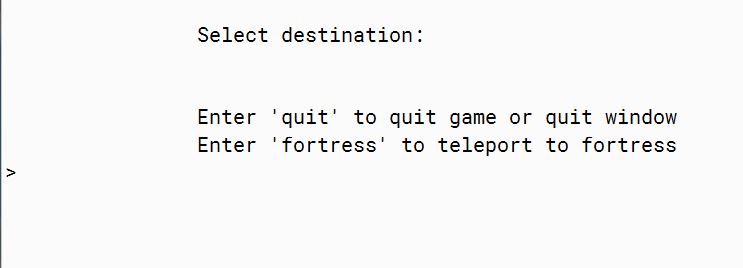 Select destination:
Enter 'quit' to quit game or quit window
Enter 'fortress' to teleport to fortress
>